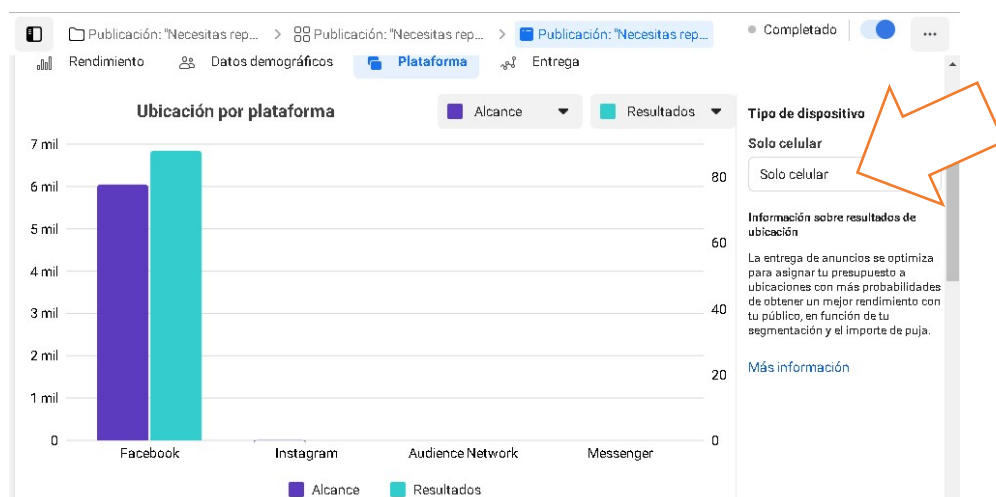 Publicación: "Necesitas rep... > Publicación: "Necesitas rep... > Publicación: "Necesitas rep... Completado ...
Rendimiento Datos demográficos Plataforma Entrega
Ubicación por plataforma Alcance Resultados
Tipo de dispositivo
Solo celular
Solo celular
Información sobre resultados de
ubicación
La entrega de anuncios se optimiza
para asignar tu presupuesto a
ubicaciones con más probabilidades
de obtener un mejor rendimiento con
tu público, en función de tu
segmentación y el importe de puja.
Más información
7 mil
6 mil
5 mil
4 mil
3 mil
2 mil
1 mil
0
80
60
40
20
0
Facebook Instagram Audience Network Messenger
Alcance Resultados